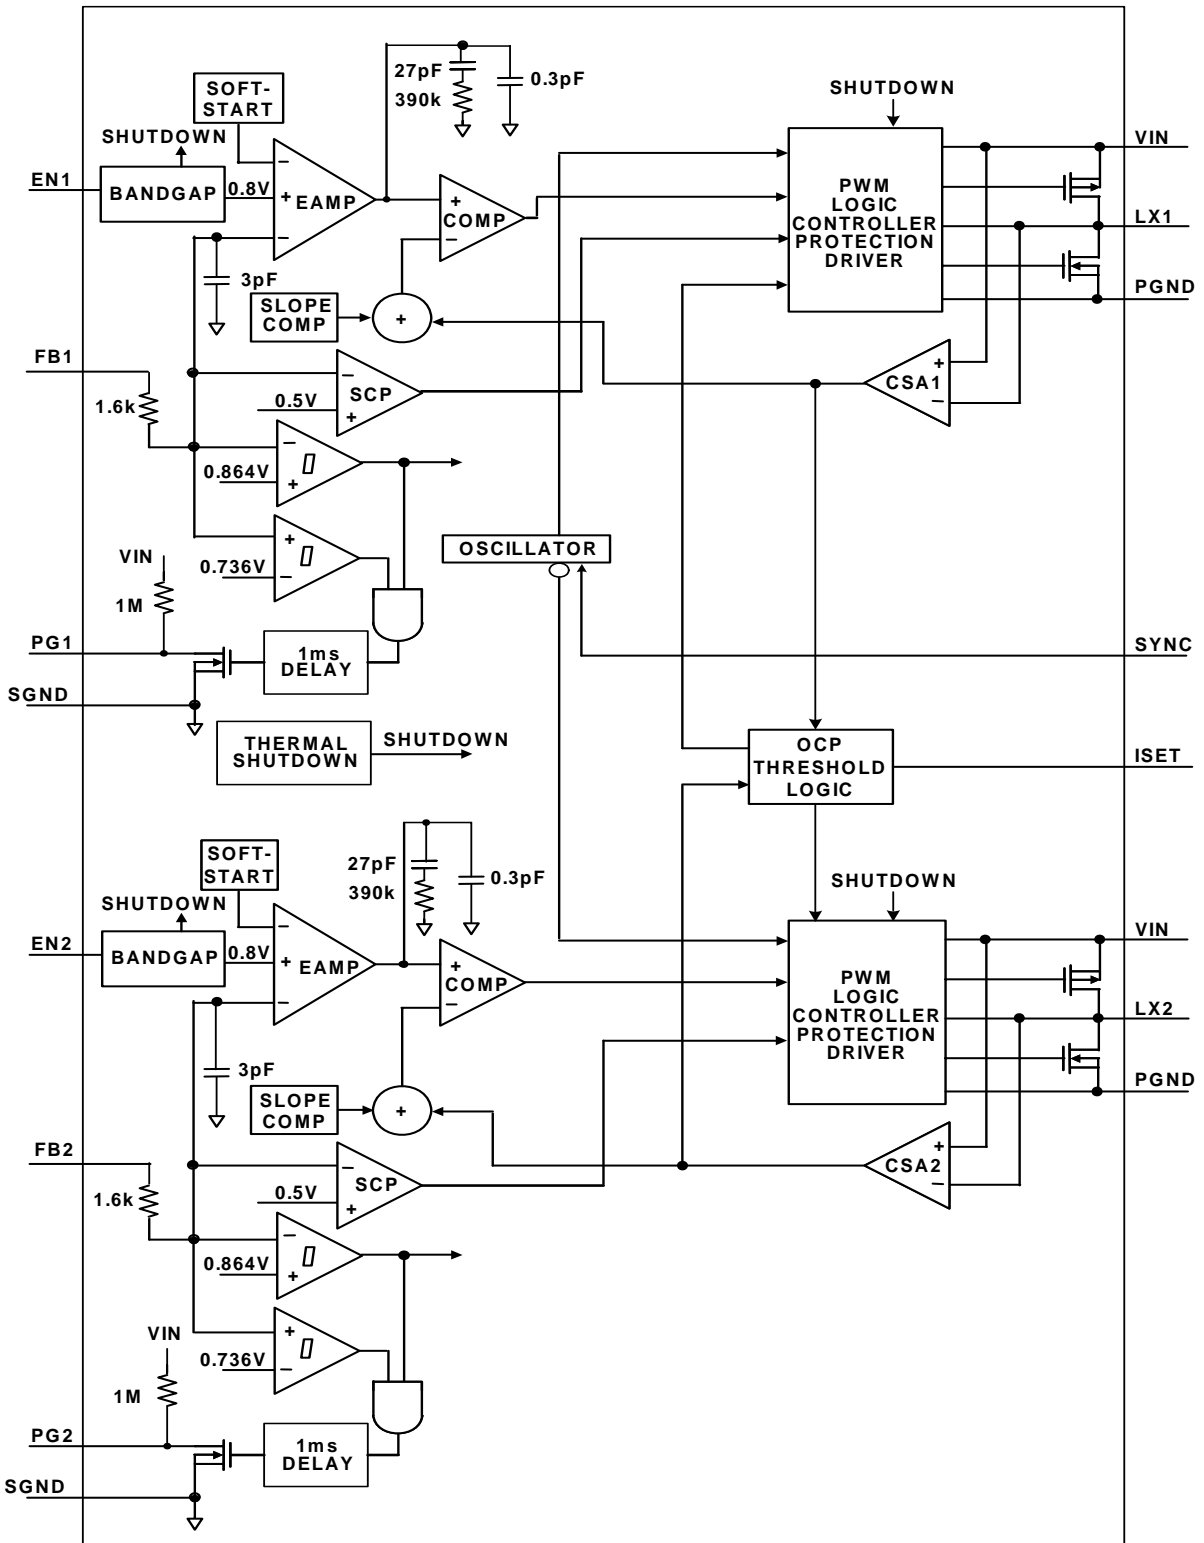 27pF
390k
0.3pF
SOFT-
START
SHUTDOWN
SHUTDOWN
VIN
EN1
BANDGAP
0.8V
+
−
−
EAMP
+
−
COMP
PWM
LOGIC
CONTROLLER
PROTECTION
DRIVER
LX1
3pF
SLOPE
COMP
+
PGND
FB1
1.6k
−
+
SCP
0.5V
+
−
CSA1
−
+
0.864V
VIN
+
−
0.736V
1M
OSCILLATOR
PG1
1ms
DELAY
SYNC
SGND
THERMAL
SHUTDOWN
SHUTDOWN
OCP
THRESHOLD
LOGIC
ISET
SOFT-
START
27pF
390k
0.3pF
SHUTDOWN
SHUTDOWN
VIN
EN2
BANDGAP
0.8V
−
+
−
EAMP
+
−
COMP
PWM
LOGIC
CONTROLLER
PROTECTION
DRIVER
LX2
3pF
SLOPE
COMP
+
PGND
FB2
1.6k
−
+
SCP
0.5V
+
−
CSA2
−
+
0.864V
VIN
+
−
0.736V
1M
PG2
1ms
DELAY
SGND